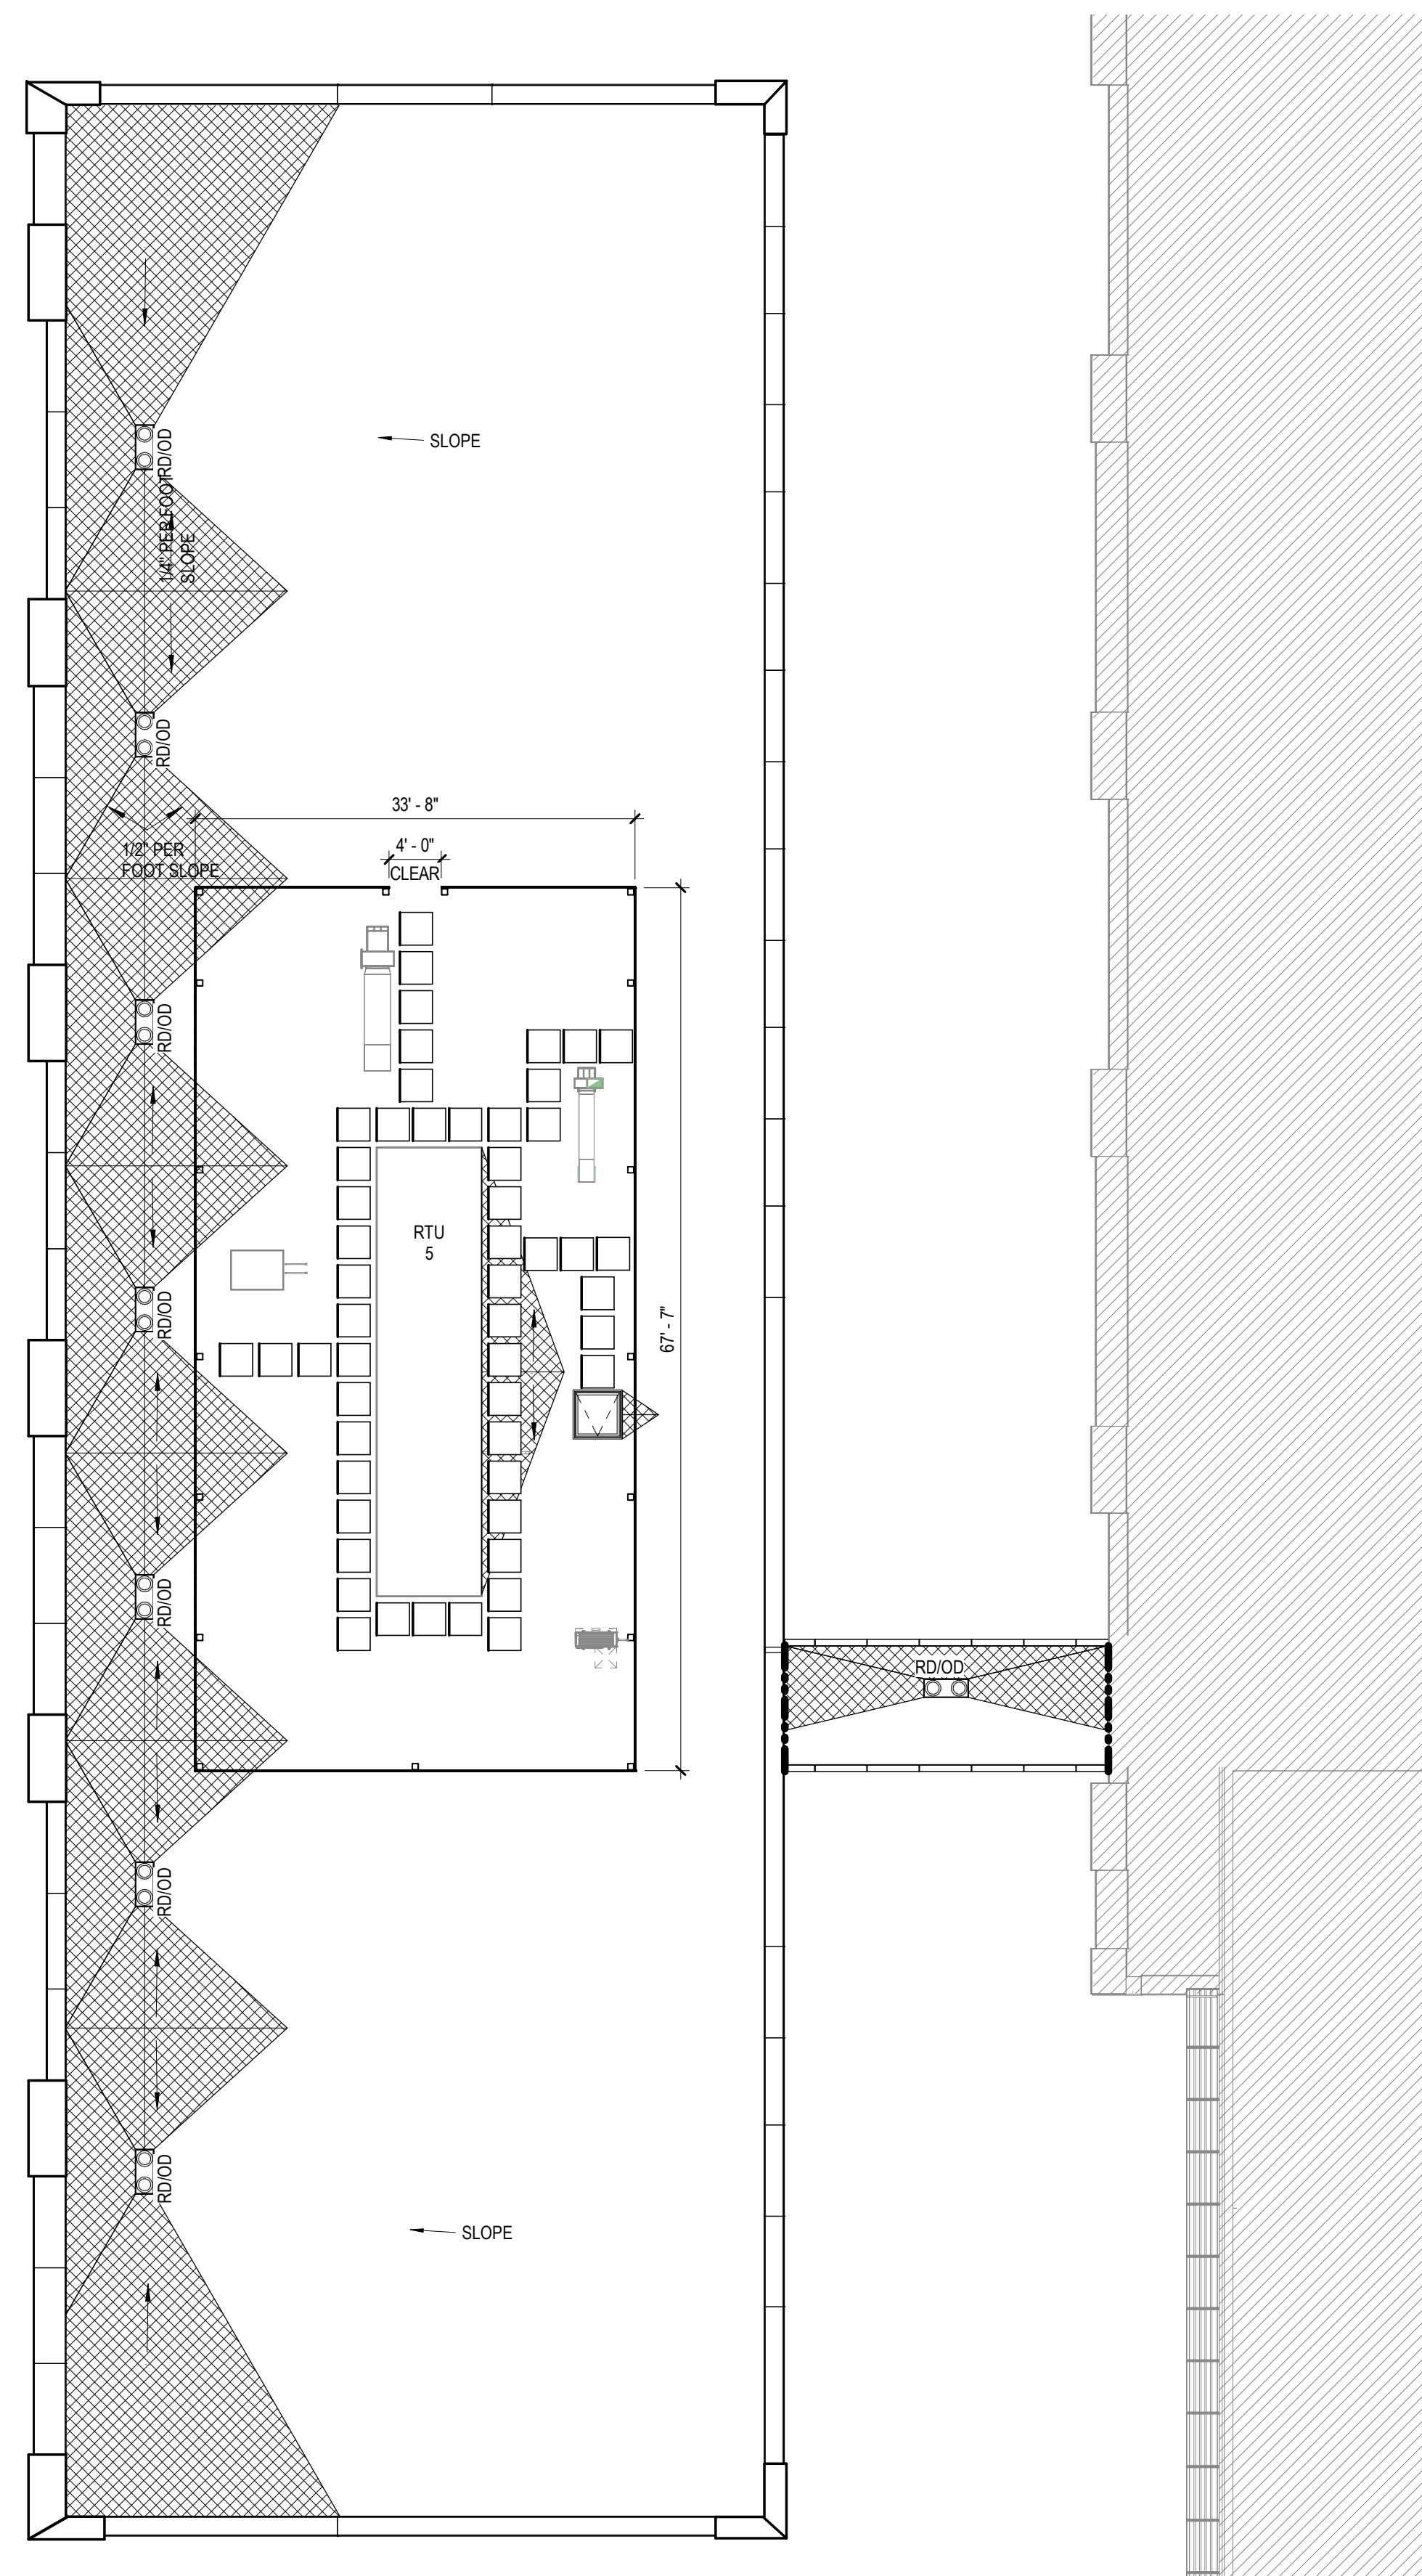 SLOPE
RD/OD
1/4" PER FOOT
SLOPE
RD/OD
33' - 8"
4' - 0"
CLEAR
1/2" PER
FOOT SLOPE
RD/OD
RTU
5
RD/OD
67' - 7"
RD/OD
RD/OD
RD/OD
RD/OD
SLOPE